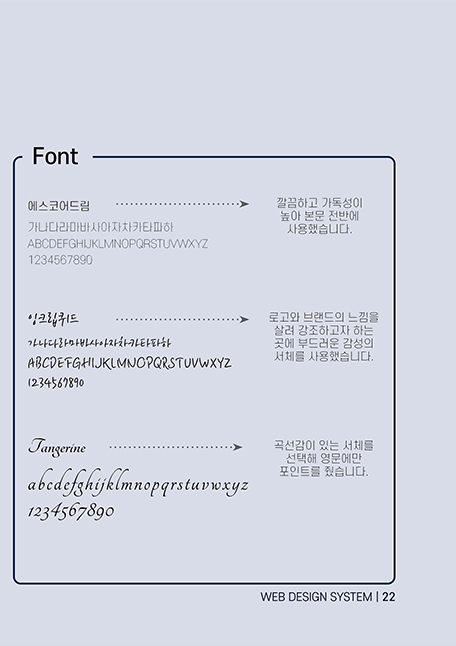 Font
에스코어드림
가나다라마바사아자차카타파하
ABCDEFGHIJKLMNOPQRSTUVWXYZ
1234567890
깔끔하고 가독성이
높아 본문 전반에
사용했습니다.
잉크립퀴드
가나다라마바사아자차카타파하
ABCDEFGHIJKLMNOPQRSTUVWXYZ
1234567890
로고와 브랜드의 느낌을
살려 강조하고자 하는
곳에 부드러운 감성의
서체를 사용했습니다.
Tangerine
abcdefghijklmnopqrstuvwxyz
1234567890
곡선감이 있는 서체를
선택해 영문에만
포인트를 줬습니다.
WEB DESIGN SYSTEM | 22